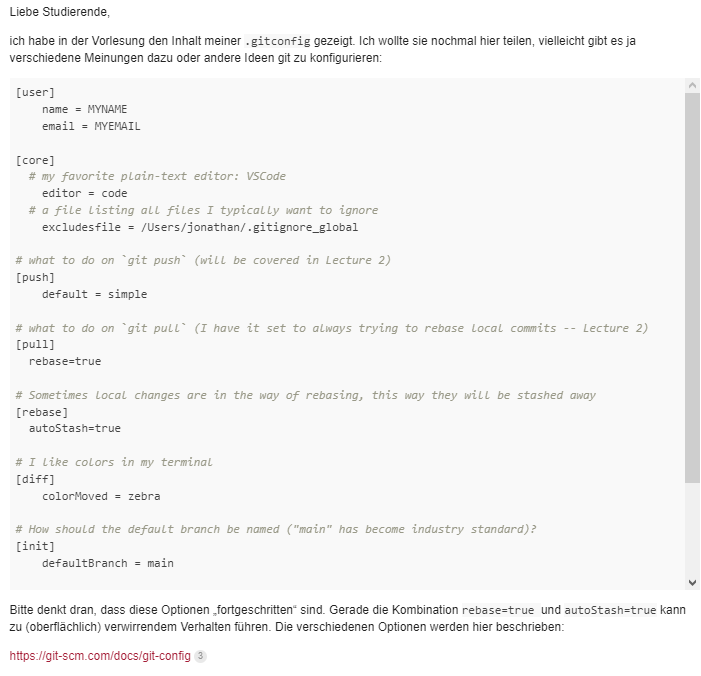 Liebe Studierende,
ich habe in der Vorlesung den Inhalt meiner .gitconfig gezeigt. Ich wollte sie nochmal hier teilen, vielleicht gibt es ja
verschiedene Meinungen dazu oder andere Ideen git zu konfigurieren:
[user]
    name = MYNAME
    email = MYEMAIL
[core]
  # my favorite plain-text editor: VSCode
    editor = code
  # a file listing all files I typically want to ignore
    excludesfile = /Users/jonathan/.gitignore_global
# what to do on `git push` (will be covered in Lecture 2)
[push]
    default = simple
# what to do on `git pull` (I have it set to always trying to rebase local commits -- Lecture 2)
[pull]
  rebase=true
# Sometimes local changes are in the way of rebasing, this way they will be stashed away
[rebase]
  autoStash=true
# I like colors in my terminal
[diff]
    colorMoved = zebra
# How should the default branch be named ("main" has become industry standard)?
[init]
    defaultBranch = main
Bitte denkt dran, dass diese Optionen „fortgeschritten“ sind. Gerade die Kombination rebase=true und autoStash=true kann
zu (oberflächlich) verwirrendem Verhalten führen. Die verschiedenen Optionen werden hier beschrieben:
https://git-scm.com/docs/git-config 3